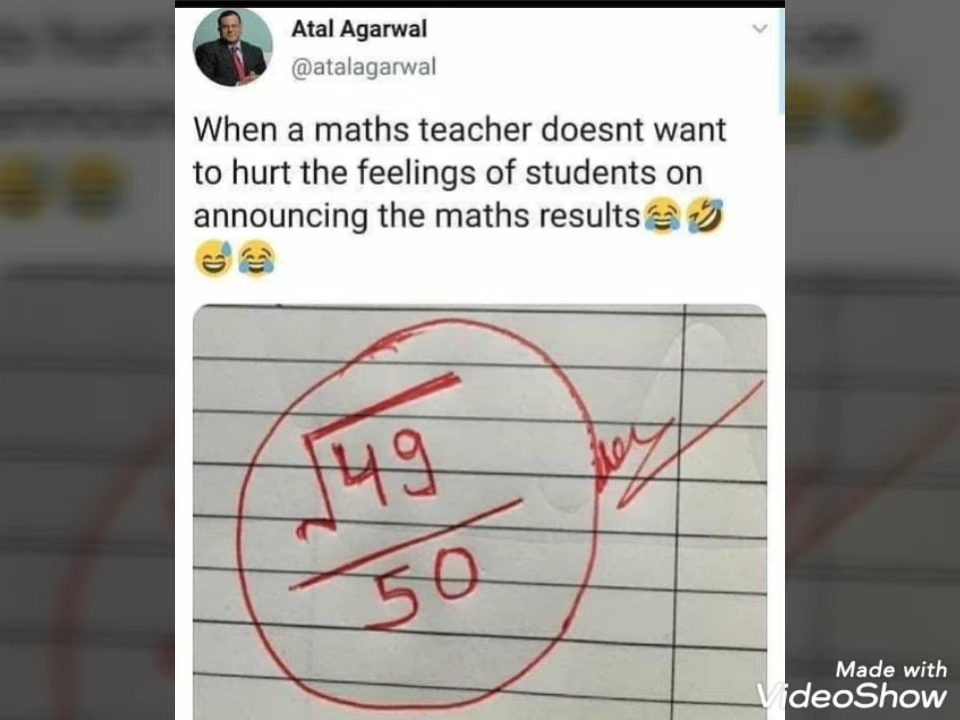 Atal Agarwal
@atalagarwal
When a maths teacher doesnt want
to hurt the feelings of students on
announcing the maths results😂🤣
😅😂
√49
50
Made with
VideoShow